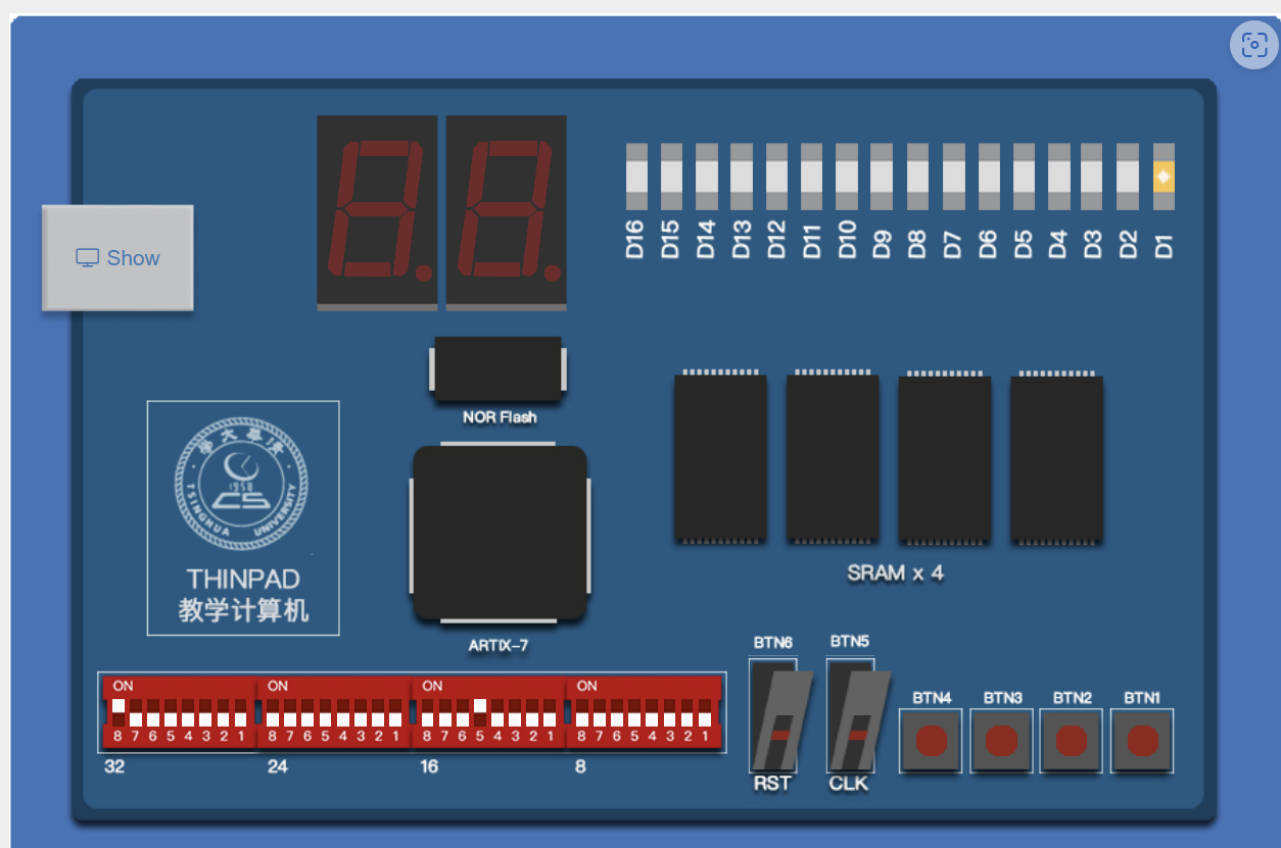 Show
D16 D15 D14 D13 D12 D11 D10 D9 D8 D7 D6 D5 D4 D3 D2 D1
NOR Flash
1958
CS
TSINGHUA UNIVERSITY
THINPAD
教学计算机
ARTIX-7
SRAM x 4
BTN6 BTN5
BTN4 BTN3 BTN2 BTN1
ON ON ON ON
8 7 6 5 4 3 2 1 8 7 6 5 4 3 2 1 8 7 6 5 4 3 2 1 8 7 6 5 4 3 2 1
32 24 16 8
RST CLK